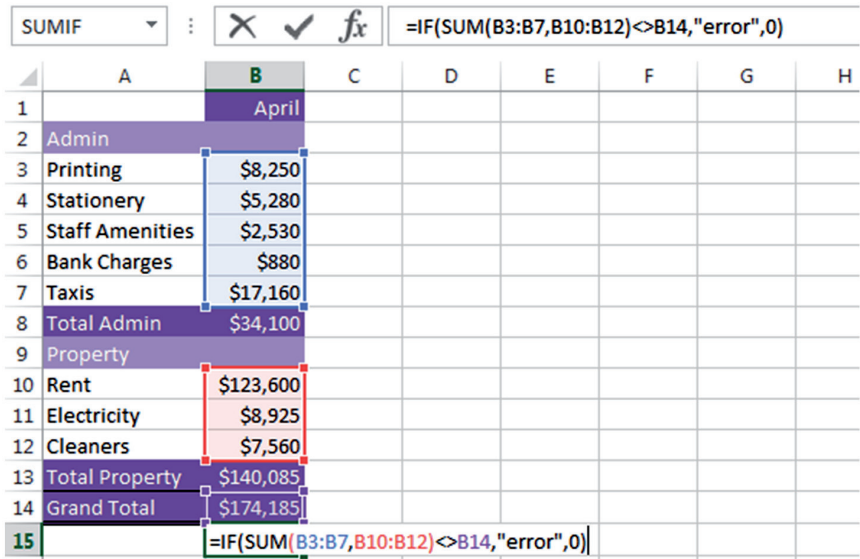 SUMIF fx =IF(SUM(B3:B7,B10:B12)<>B14,"error",0)
A B C D E F G H
1 April
2 Admin
3 Printing $8,250
4 Stationery $5,280
5 Staff Amenities $2,530
6 Bank Charges $880
7 Taxis $17,160
8 Total Admin $34,100
9 Property
10 Rent $123,600
11 Electricity $8,925
12 Cleaners $7,560
13 Total Property $140,085
14 Grand Total $174,185
15 =IF(SUM(B3:B7,B10:B12)<>B14,"error",0)